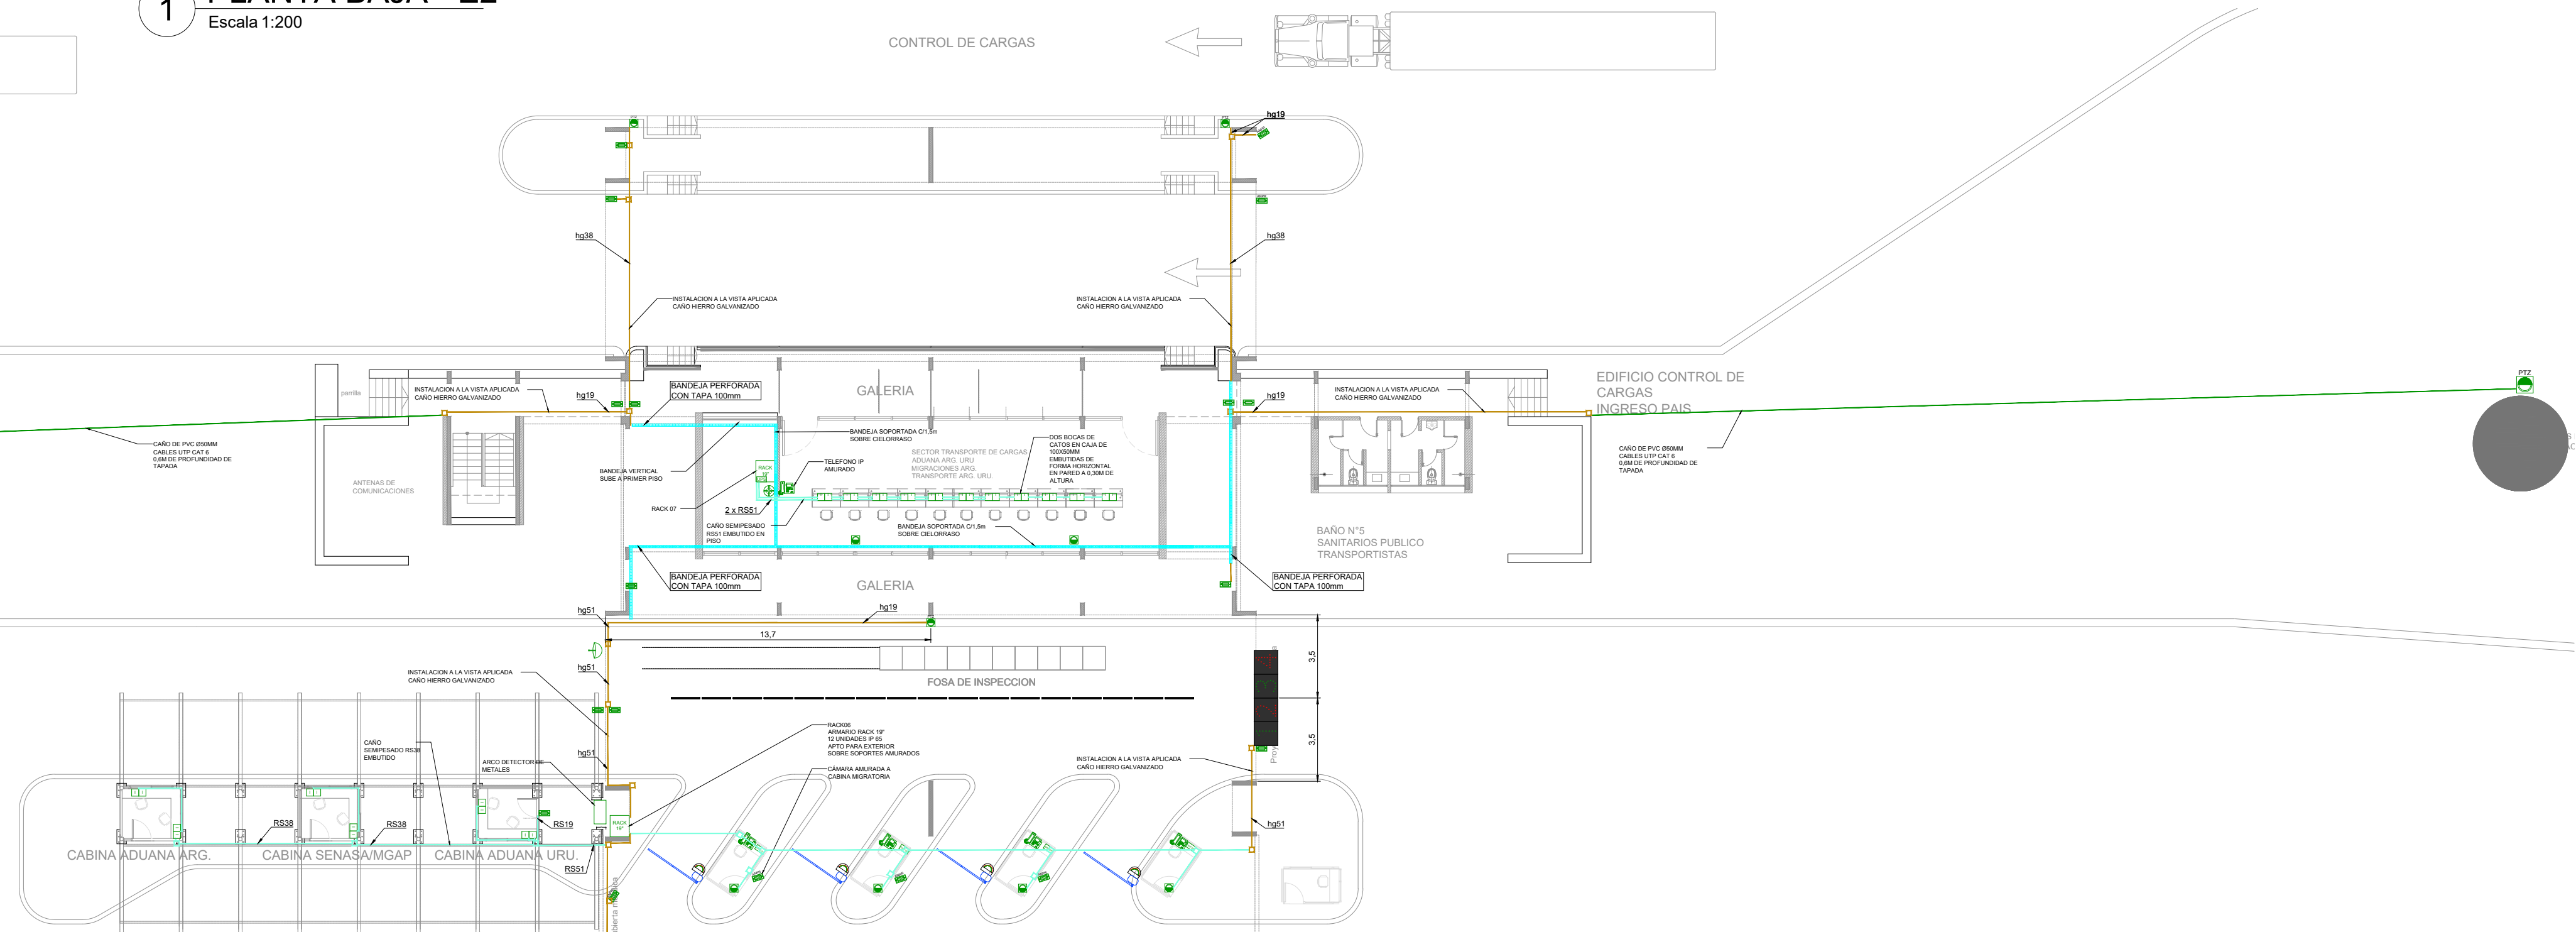 1
Escala 1:200
CONTROL DE CARGAS
hg19
hg38
hg38
INSTALACION A LA VISTA APLICADA
CAÑO HIERRO GALVANIZADO
INSTALACION A LA VISTA APLICADA
CAÑO HIERRO GALVANIZADO
parrilla
INSTALACION A LA VISTA APLICADA
CAÑO HIERRO GALVANIZADO
hg19
BANDEJA PERFORADA
CON TAPA 100mm
GALERIA
hg19
INSTALACION A LA VISTA APLICADA
CAÑO HIERRO GALVANIZADO
EDIFICIO CONTROL DE
CARGAS
INGRESO PAIS
PTZ
CAÑO DE PVC Ø50MM
CABLES UTP CAT 6
0,6M DE PROFUNDIDAD DE
TAPADA
ANTENAS DE
COMUNICACIONES
BANDEJA VERTICAL
SUBE A PRIMER PISO
RACK
19"
BANDEJA SOPORTADA C/1,5m
SOBRE CIELORRASO
TELEFONO IP
AMURADO
SECTOR TRANSPORTE DE CARGAS
ADUANA ARG. URU
MIGRACIONES ARG.
TRANSPORTE ARG. URU.
DOS BOCAS DE
CATOS EN CAJA DE
100X50MM
EMBUTIDAS DE
FORMA HORIZONTAL
EN PARED A 0,30M DE
ALTURA
CAÑO DE PVC Ø50MM
CABLES UTP CAT 6
0,6M DE PROFUNDIDAD DE
TAPADA
RACK 07
2 x RS51
CAÑO SEMIPESADO
RS51 EMBUTIDO EN
PISO
BANDEJA SOPORTADA C/1,5m
SOBRE CIELORRASO
BAÑO N°5
SANITARIOS PUBLICO
TRANSPORTISTAS
BANDEJA PERFORADA
CON TAPA 100mm
GALERIA
BANDEJA PERFORADA
CON TAPA 100mm
hg51
hg19
13,7
3,5
hg51
INSTALACION A LA VISTA APLICADA
CAÑO HIERRO GALVANIZADO
FOSA DE INSPECCION
3,5
CAÑO
SEMIPESADO RS38
EMBUTIDO
hg51
ARCO DETECTOR DE
METALES
RACK06
ARMARIO RACK 19"
12 UNIDADES IP 65
APTO PARA EXTERIOR
SOBRE SOPORTES AMURADOS
CÁMARA AMURADA A
CABINA MIGRATORIA
INSTALACION A LA VISTA APLICADA
CAÑO HIERRO GALVANIZADO
RS38
RS38
RS19
RACK
19"
hg51
CABINA ADUANA ARG.
CABINA SENASA/MGAP
CABINA ADUANA URU.
RS51